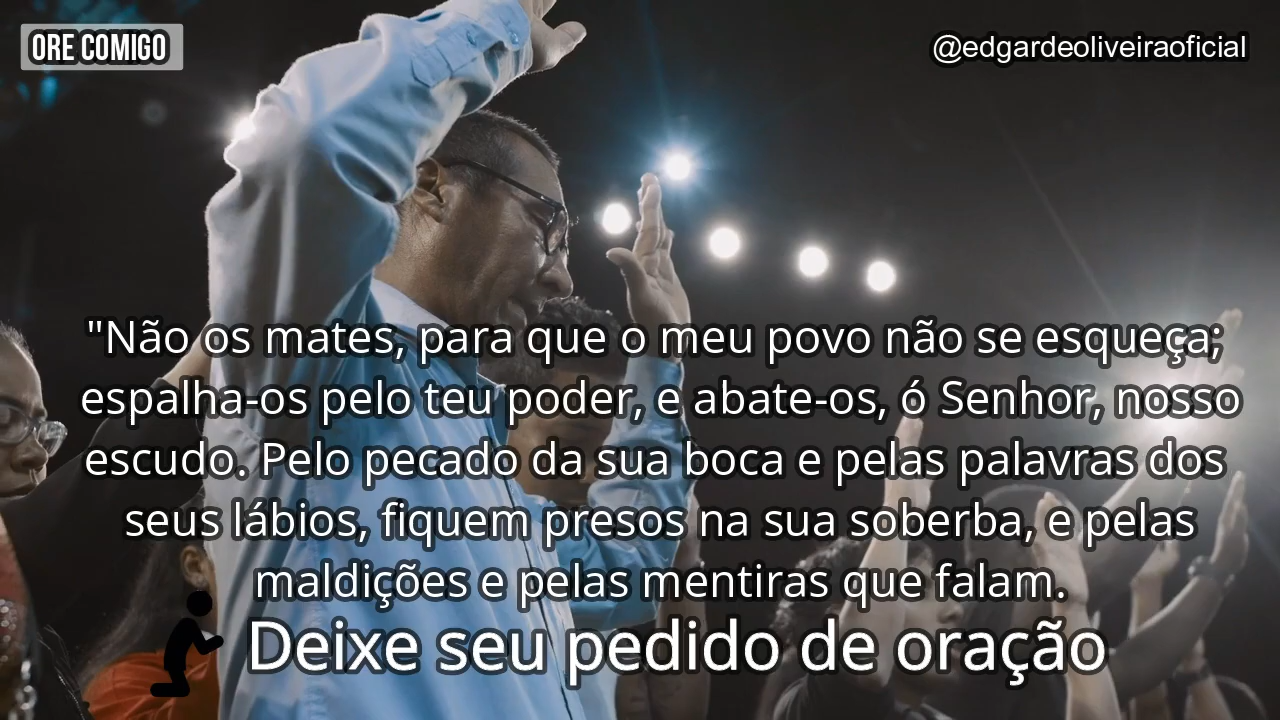 ORE COMIGO
@edgardeoliveiraoficial
"Não os mates, para que o meu povo não se esqueça;
espalha-os pelo teu poder, e abate-os, ó Senhor, nosso
escudo. Pelo pecado da sua boca e pelas palavras dos
seus lábios, fiquem presos na sua soberba, e pelas
maldições e pelas mentiras que falam.
Deixe seu pedido de oração